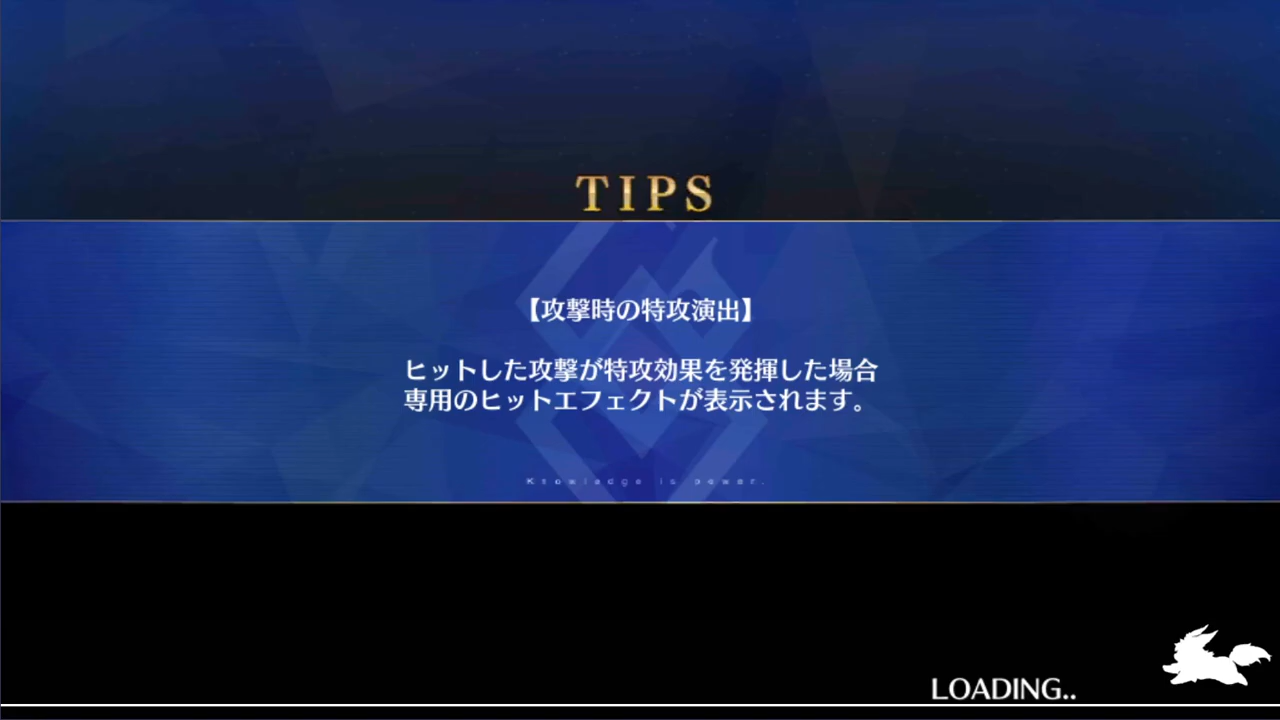 TIPS
【攻撃時の特攻演出】
ヒットした攻撃が特攻効果を発揮した場合
専用のヒットエフェクトが表示されます。
Knowledge is power.
LOADING..